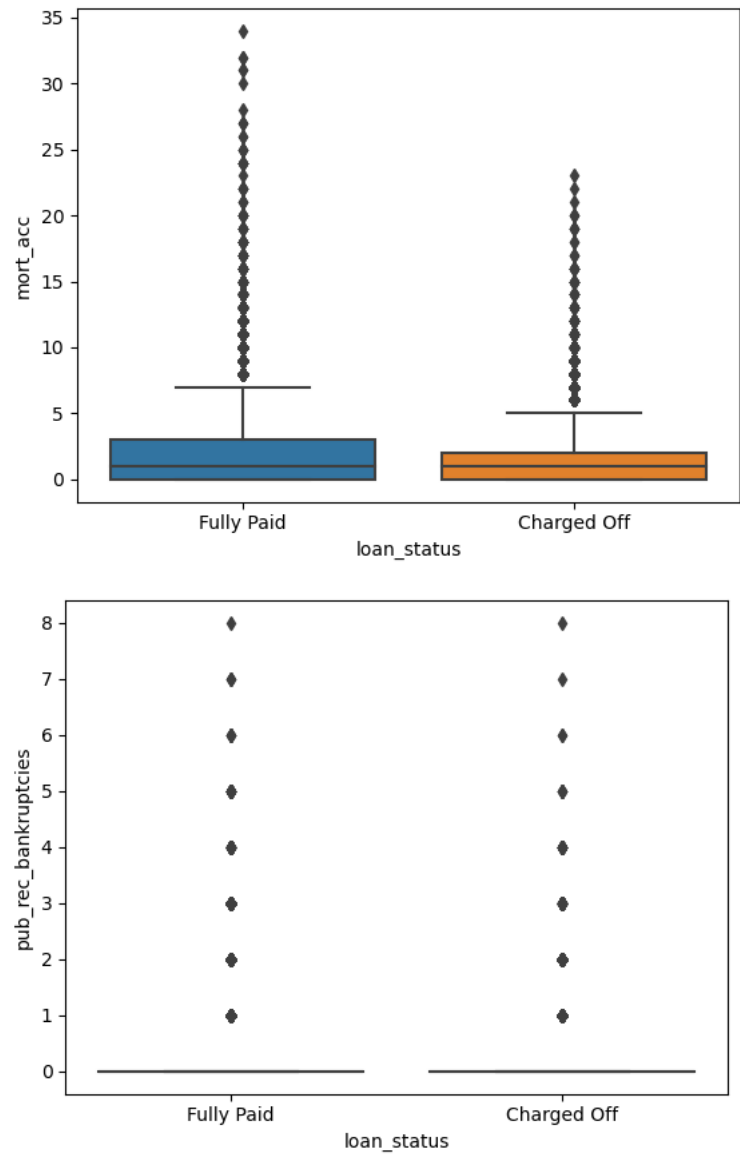 35
30
25
20
15
10
5
0
mort_acc
Fully Paid Charged Off
loan_status
8
7
6
5
4
3
2
1
0
pub_rec_bankruptcies
Fully Paid Charged Off
loan_status